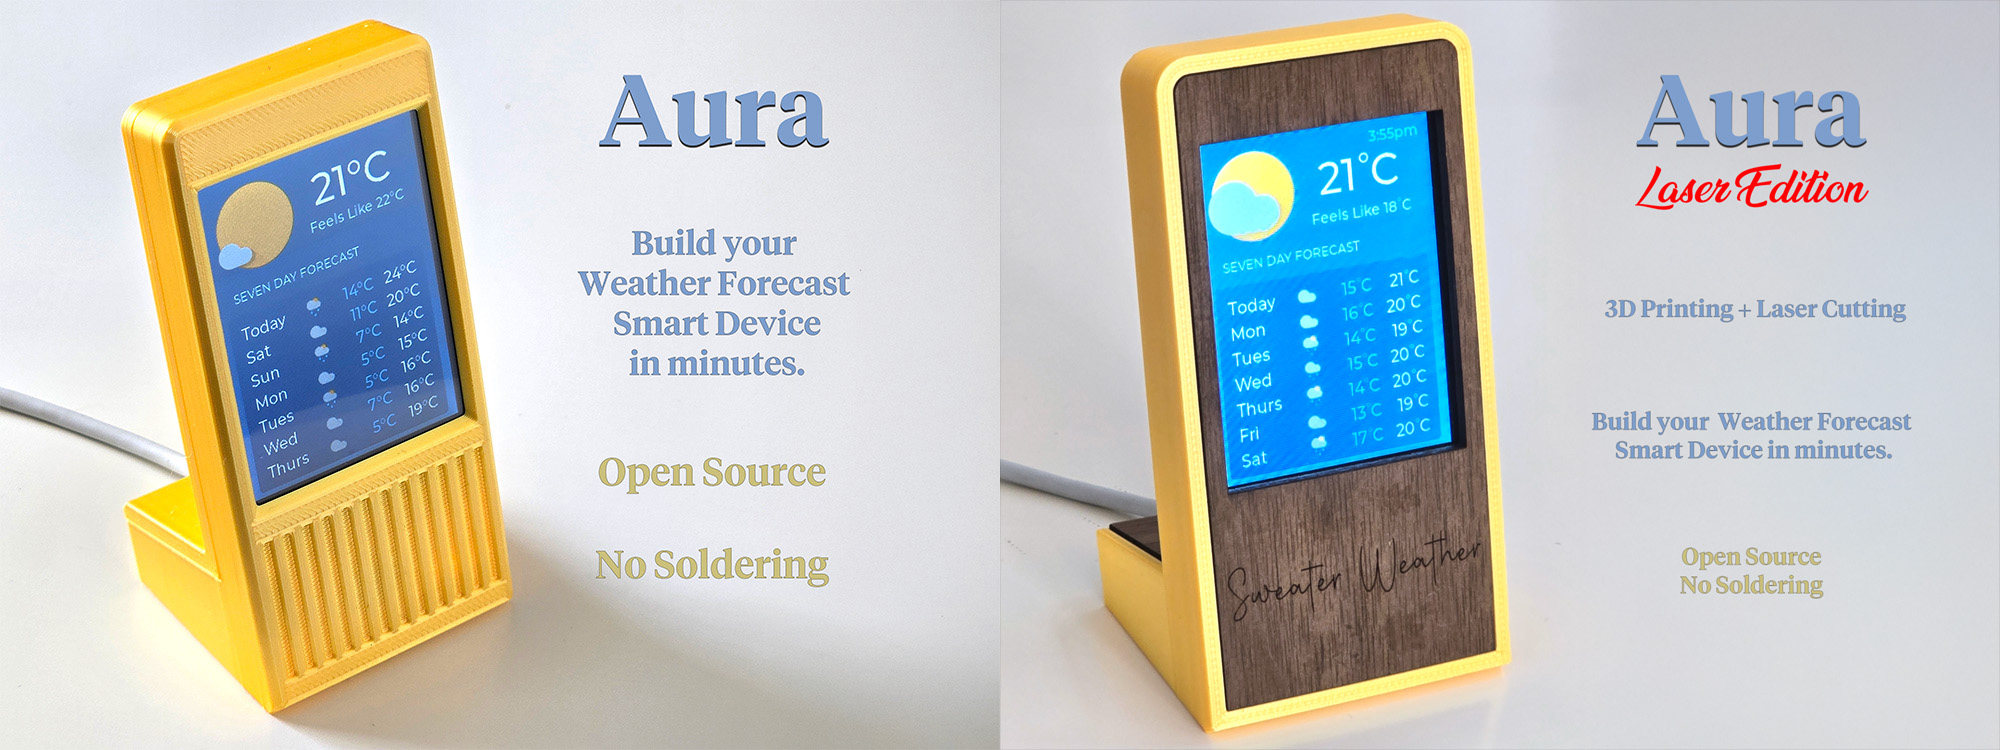 21°C
Feels Like 22°C
SEVEN DAY FORECAST
Today 14°C 24°C
Sat 11°C 20°C
Sun 7°C 14°C
Mon 5°C 15°C
Tues 5°C 16°C
Wed 7°C 16°C
Thurs 5°C 19°C
Aura
Build your
Weather Forecast
Smart Device
in minutes.
Open Source
No Soldering
3:55pm
21°C
Feels Like 18°C
SEVEN DAY FORECAST
Today 15°C 21°C
Mon 16°C 20°C
Tues 14°C 19°C
Wed 15°C 20°C
Thurs 14°C 20°C
Fri 13°C 19°C
Sat 17°C 20°C
Sweater Weather
Aura
Laser Edition
3D Printing + Laser Cutting
Build your Weather Forecast
Smart Device in minutes.
Open Source
No Soldering